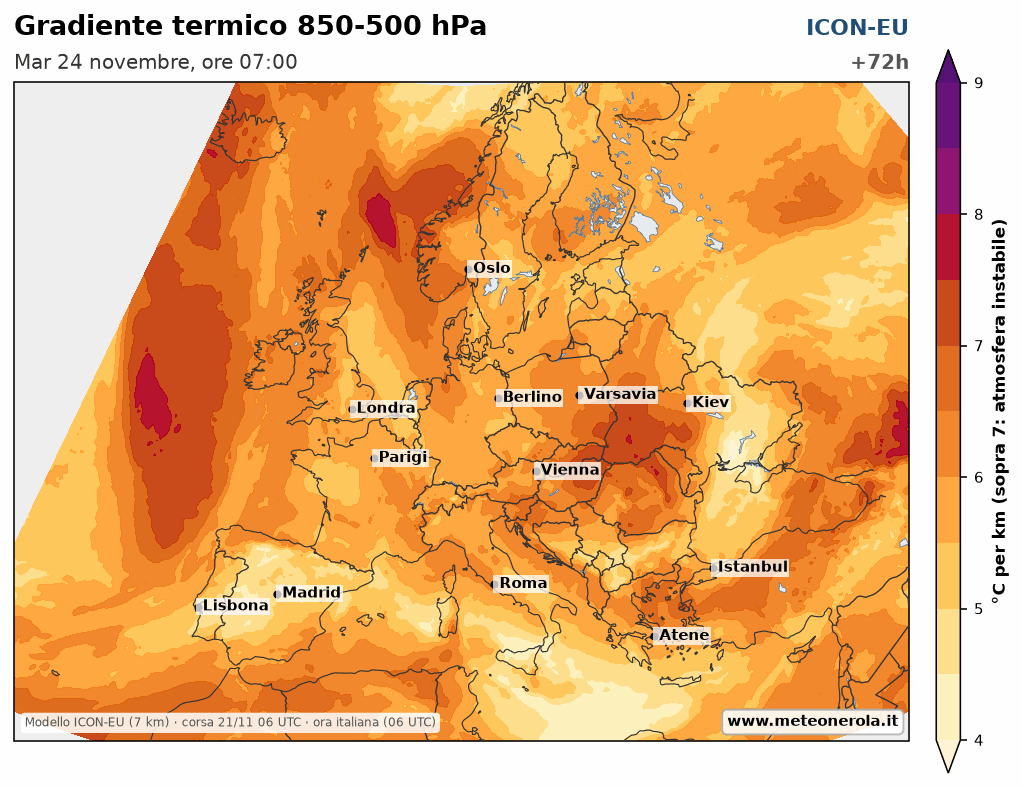 Gradiente termico 850-500 hPa
ICON-EU
Mar 24 novembre, ore 07:00
+72h
9
8
7
6
5
4
°C per km (sopra 7: atmosfera instabile)
Oslo
Berlino
Varsavia
Kiev
Londra
Parigi
Vienna
Istanbul
Roma
Madrid
Lisbona
Atene
Modello ICON-EU (7 km) · corsa 21/11 06 UTC · ora italiana (06 UTC)
www.meteonerola.it